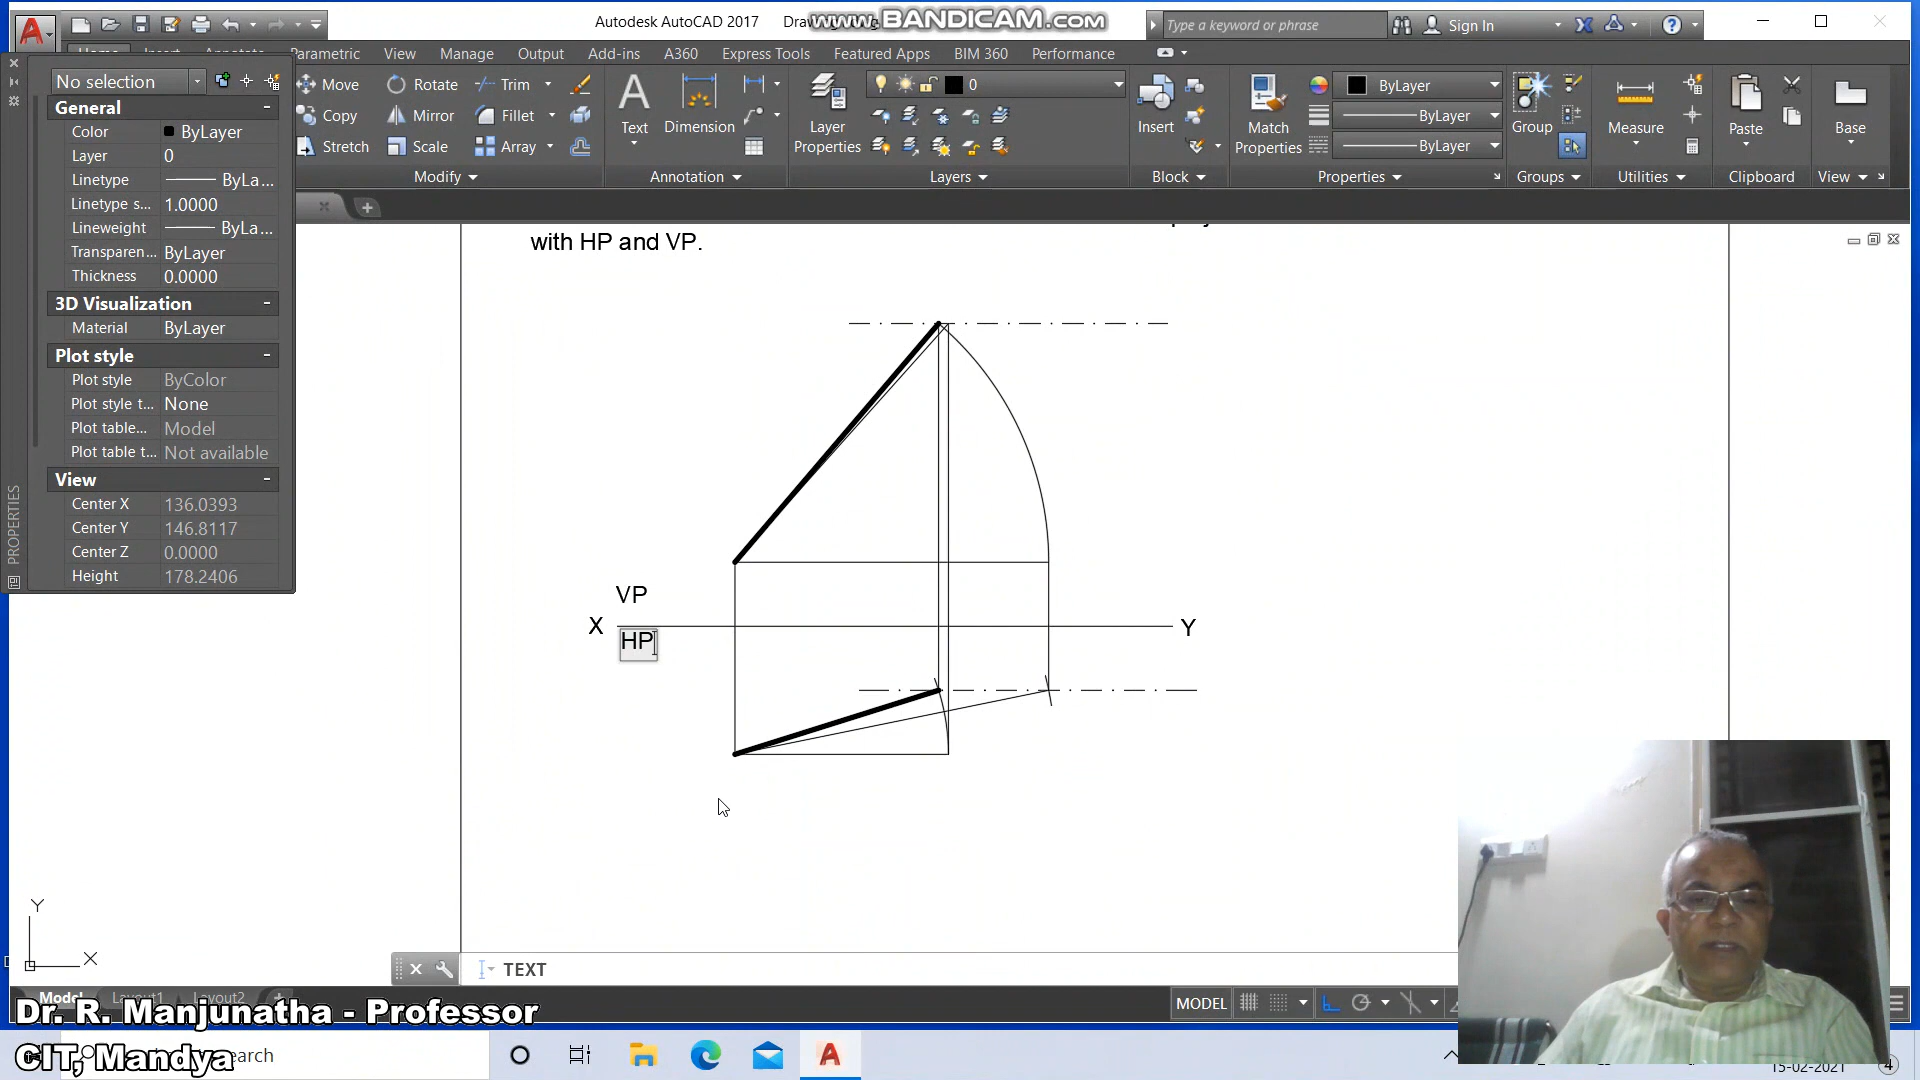 Autodesk AutoCAD 2017
www.BANDICAM.com
Type a keyword or phrase
Sign In
Parametric View Manage Output Add-ins A360 Express Tools Featured Apps BIM 360 Performance
No selection
General
Color ByLayer
Layer 0
Linetype ByLa...
Linetype s... 1.0000
Lineweight ByLa...
Transparen... ByLayer
Thickness 0.0000
3D Visualization
Material ByLayer
Plot style
Plot style ByColor
Plot style t... None
Plot table... Model
Plot table t... Not available
View
Center X 136.0393
Center Y 146.8117
Center Z 0.0000
Height 178.2406
PROPERTIES
Move Rotate Trim
Copy Mirror Fillet
Stretch Scale Array
Modify
Text
Dimension
Annotation
Layer Properties
0
Layers
Insert
Block
Match Properties
ByLayer
ByLayer
ByLayer
Properties
Group
Groups
Measure
Utilities
Paste
Clipboard
Base
View
with HP and VP.
VP
X
HP
Y
Y
X
TEXT
Model Layout1 Layout2
MODEL
Dr. R. Manjunatha - Professor
CIT, Mandya
search
15-02-2021
4